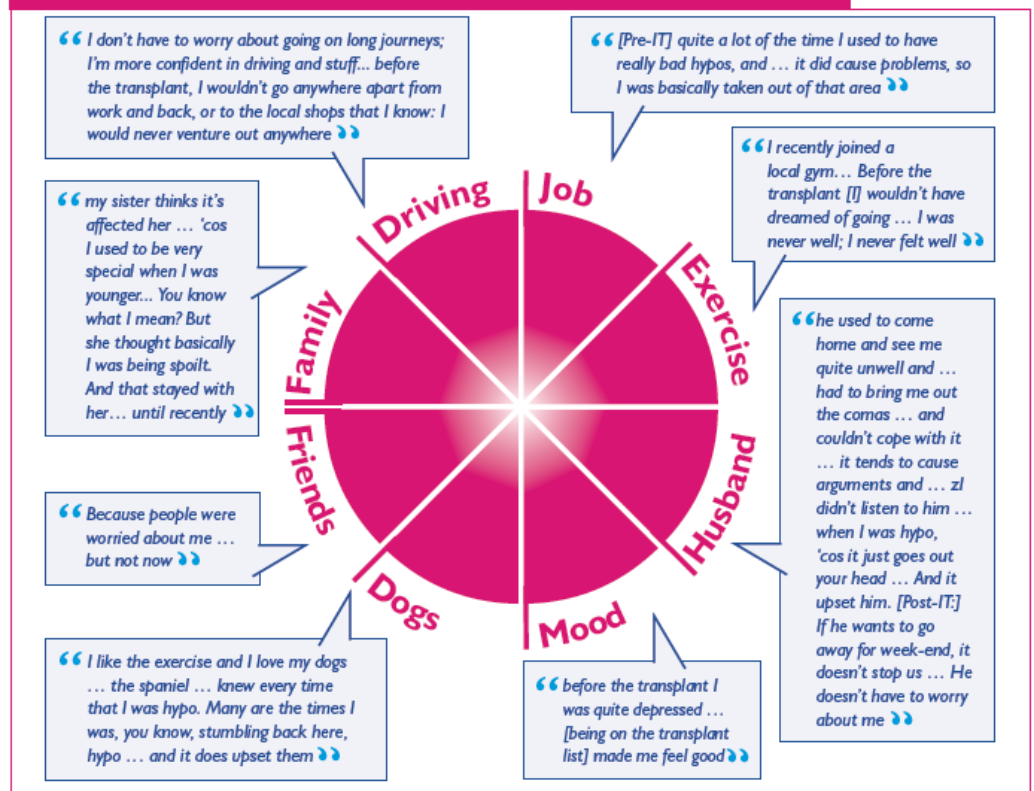 “ I don't have to worry about going on long journeys;
I'm more confident in driving and stuff... before
the transplant, I wouldn't go anywhere apart from
work and back, or to the local shops that I know: I
would never venture out anywhere ”
“ [Pre-IT] quite a lot of the time I used to have
really bad hypos, and … it did cause problems, so
I was basically taken out of that area ”
“ I recently joined a
local gym… Before the
transplant [I] wouldn't have
dreamed of going … I was
never well; I never felt well ”
“ my sister thinks it's
affected her … ‘cos
I used to be very
special when I was
younger... You know
what I mean? But
she thought basically
I was being spoilt.
And that stayed with
her… until recently ”
“ he used to come
home and see me
quite unwell and …
had to bring me out
the comas … and
couldn't cope with it
… it tends to cause
arguments and … zI
didn't listen to him …
when I was hypo,
‘cos it just goes out
your head … And it
upset him. [Post-IT:]
If he wants to go
away for week-end, it
doesn't stop us … He
doesn't have to worry
about me ”
“ Because people were
worried about me …
but not now ”
“ I like the exercise and I love my dogs
… the spaniel … knew every time
that I was hypo. Many are the times I
was, you know, stumbling back here,
hypo … and it does upset them ”
“ before the transplant I
was quite depressed …
[being on the transplant
list] made me feel good ”
Driving
Job
Exercise
Husband
Mood
Dogs
Friends
Family